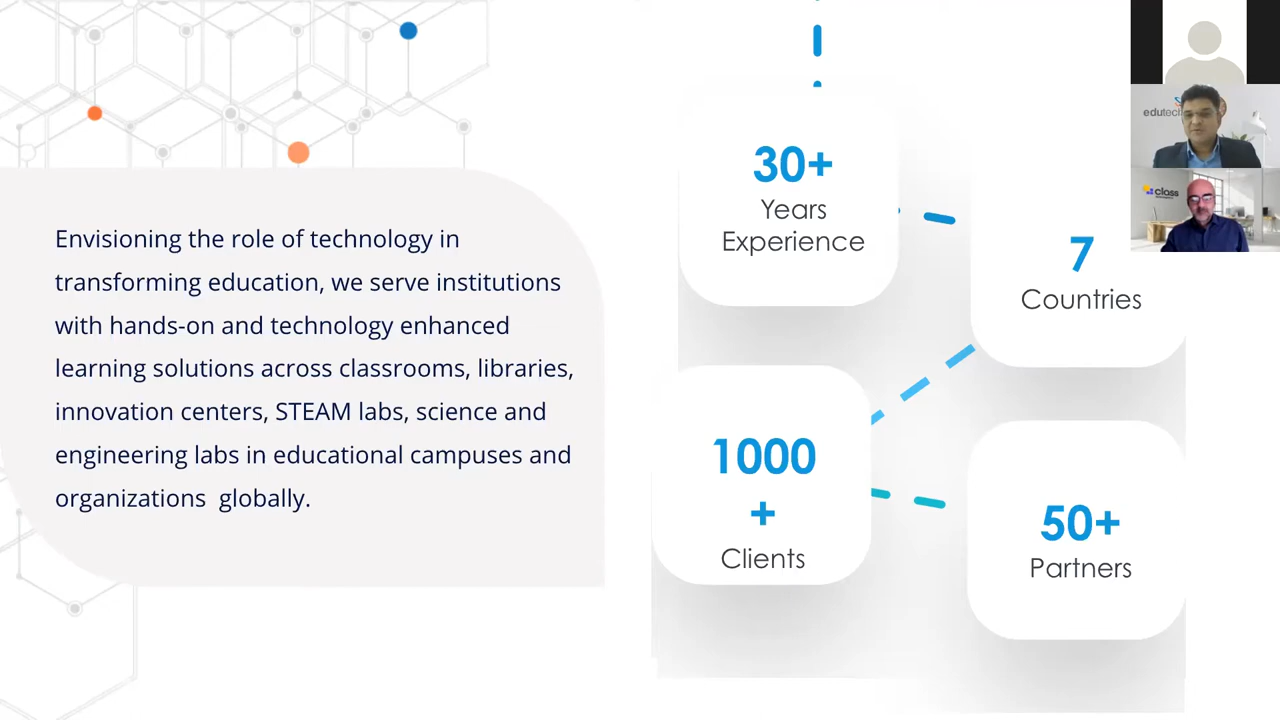 Envisioning the role of technology in
transforming education, we serve institutions
with hands-on and technology enhanced
learning solutions across classrooms, libraries,
innovation centers, STEAM labs, science and
engineering labs in educational campuses and
organizations globally.
30+
Years
Experience
7
Countries
1000
+
Clients
50+
Partners
class